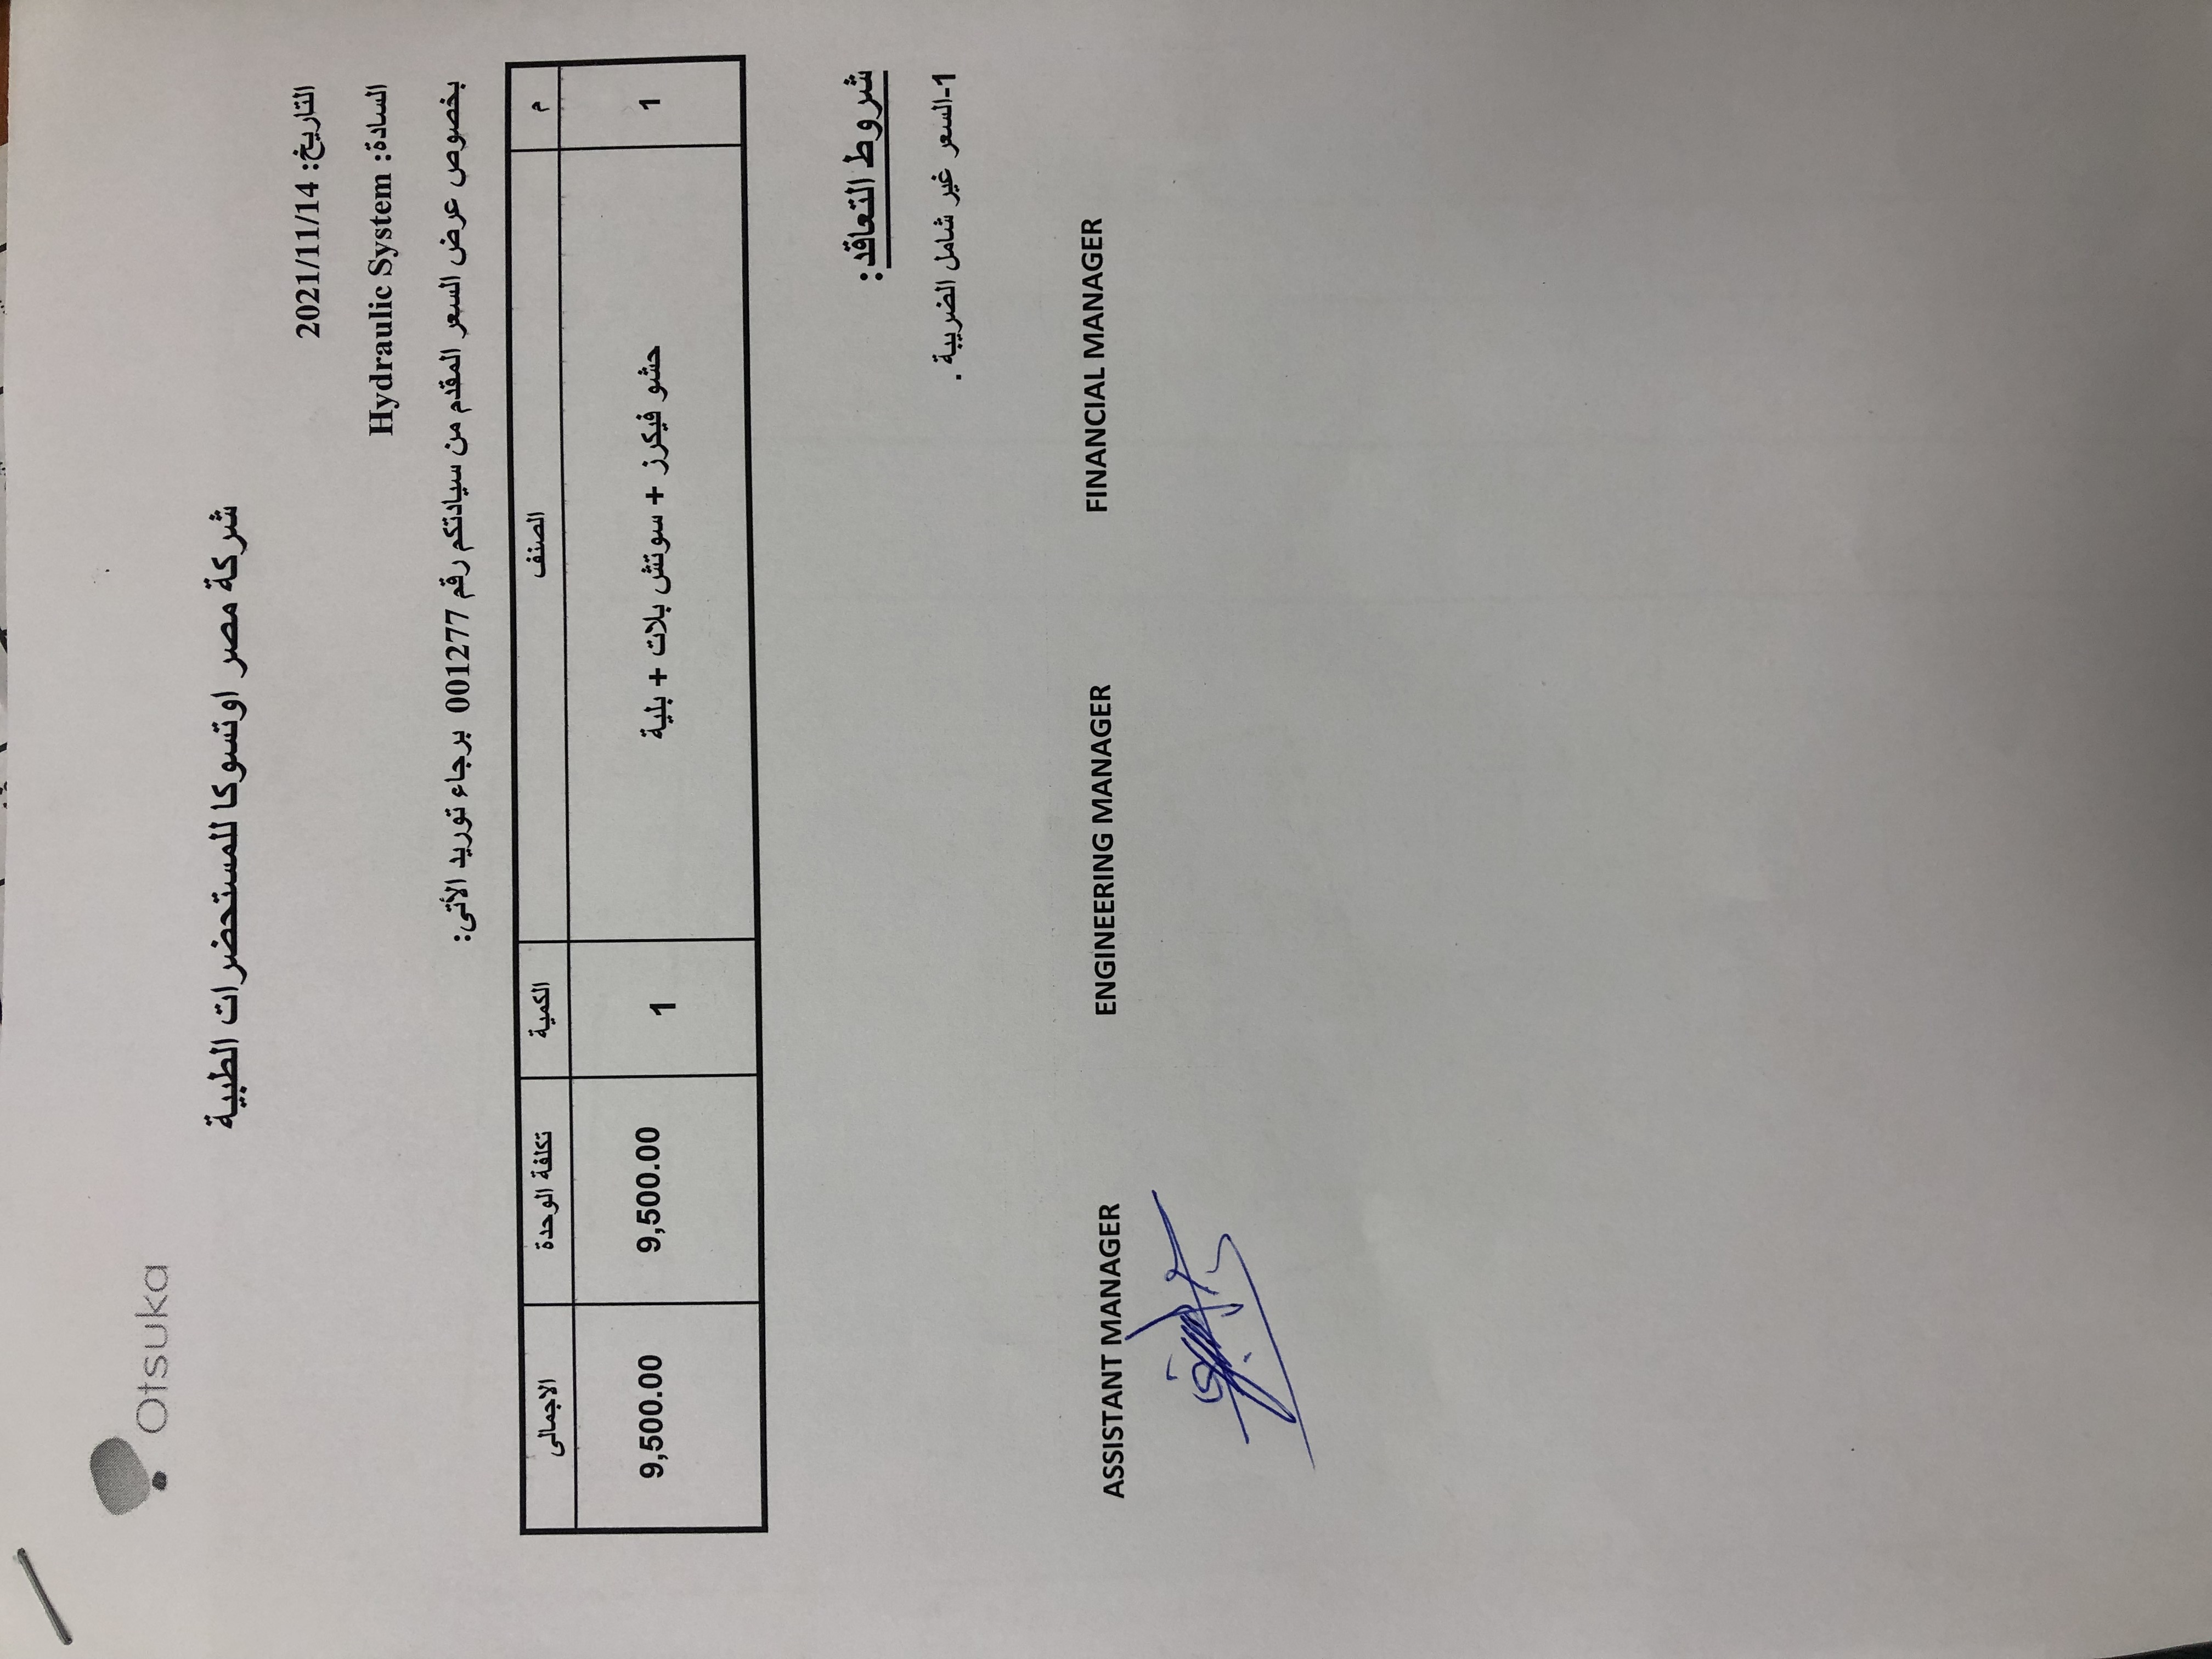 Otsuka
شركة مصر اوتسوكا للمستحضرات الطبية
التاريخ: 2021/11/14
السادة: Hydraulic System
بخصوص عرض السعر المقدم من سيادتكم رقم 001277 برجاء توريد الأتى:
م الصنف الكمية تكلفة الوحدة الاجمالى
1 حشو فيكرز + سوتش بلات + بلية 1 9,500.00 9,500.00
شروط التعاقد:
1-السعر غير شامل الضريبة .
ASSISTANT MANAGER ENGINEERING MANAGER FINANCIAL MANAGER